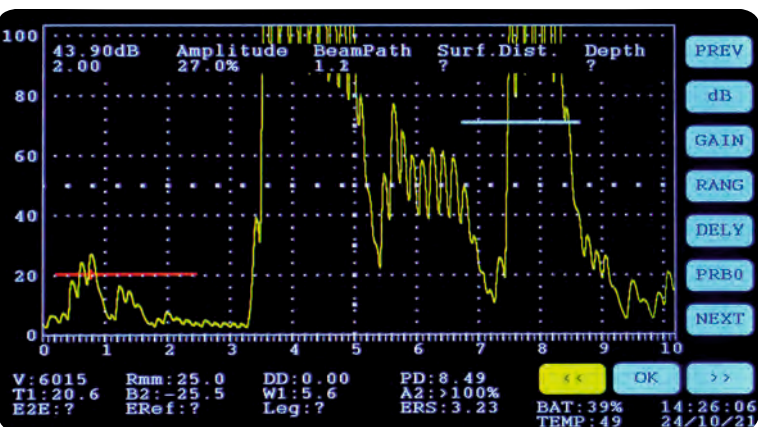 100
43.90dB Amplitude BeamPath Surf.Dist. Depth
2.00 27.0% 1.2 ? ?
80
60
40
20
0
0 1 2 3 4 5 6 7 8 9 10
PREV
dB
GAIN
RANG
DELY
PRB0
NEXT
<< OK >>
V:6015 Rmm:25.0 DD:0.00 PD:8.49
T1:20.6 B2:-25.5 W1:5.6 A2:>100%
E2E:? ERef:? Leg:? ERS:3.23 BAT:39% 14:26:06
TEMP:49 24/10/21